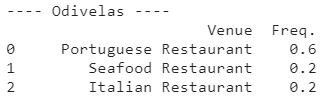 ---- Odivelas ----
Venue Freq.
0 Portuguese Restaurant 0.6
1 Seafood Restaurant 0.2
2 Italian Restaurant 0.2